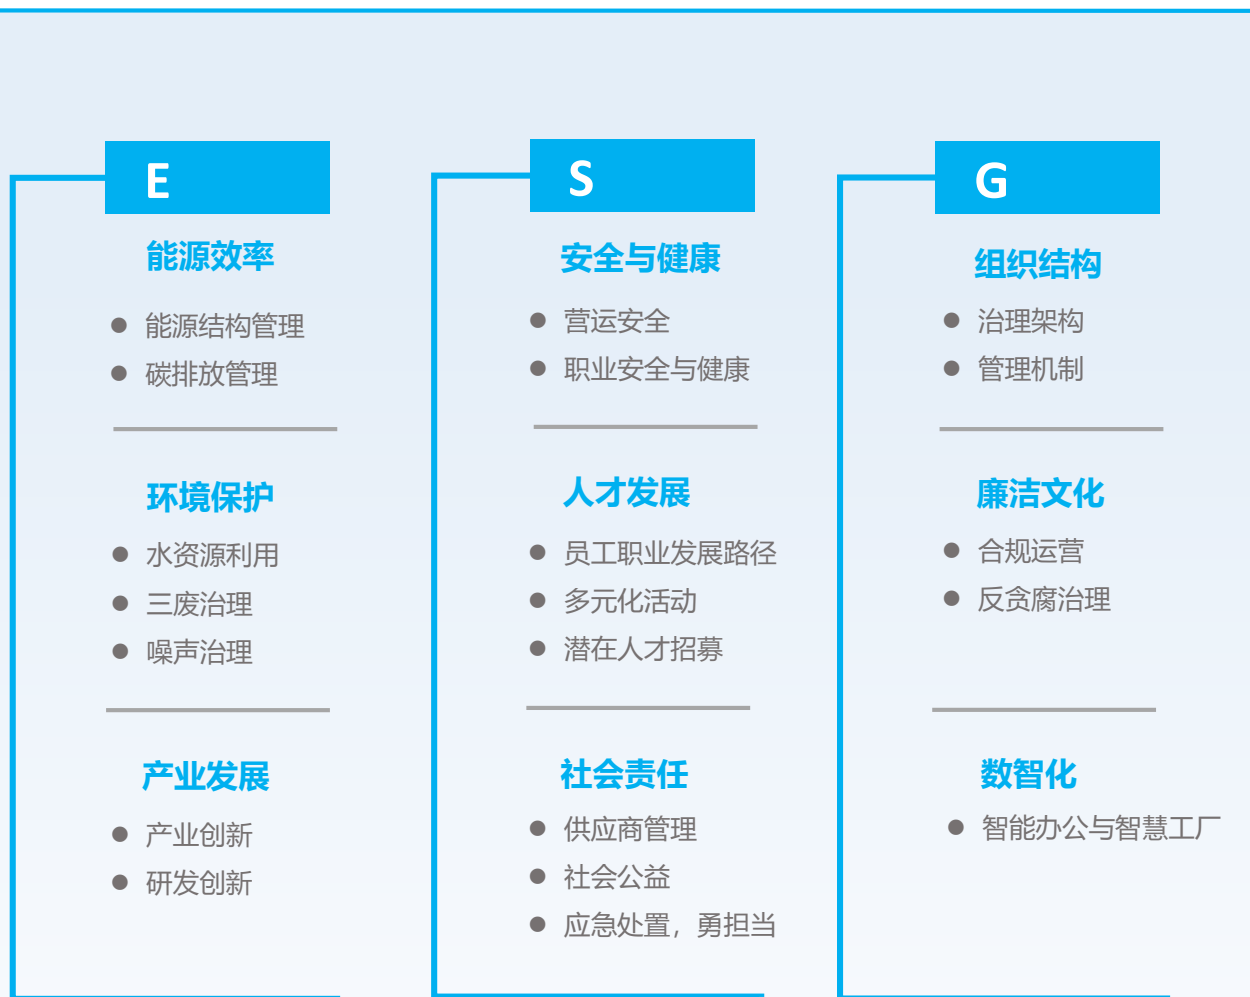 E
能源效率
能源结构管理
碳排放管理
环境保护
水资源利用
三废治理
噪声治理
产业发展
产业创新
研发创新
S
安全与健康
营运安全
职业安全与健康
人才发展
员工职业发展路径
多元化活动
潜在人才招募
社会责任
供应商管理
社会公益
应急处置，勇担当
G
组织结构
治理架构
管理机制
廉洁文化
合规运营
反贪腐治理
数智化
智能办公与智慧工厂